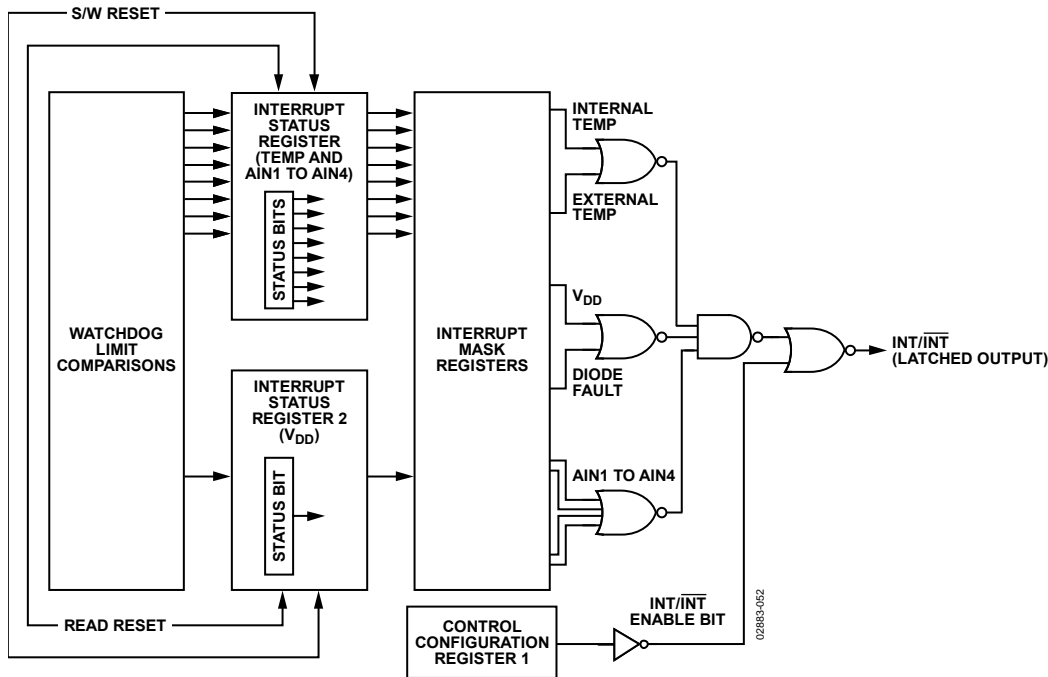 S/W RESET
INTERRUPT
STATUS
REGISTER
(TEMP AND
AIN1 TO AIN4)
STATUS BITS
WATCHDOG
LIMIT
COMPARISONS
INTERRUPT
STATUS
REGISTER 2
(VDD)
STATUS BIT
READ RESET
INTERRUPT
MASK
REGISTERS
INTERNAL
TEMP
EXTERNAL
TEMP
VDD
DIODE
FAULT
AIN1 TO AIN4
INT/INT
(LATCHED OUTPUT)
INT/INT
ENABLE BIT
CONTROL
CONFIGURATION
REGISTER 1
02883-052